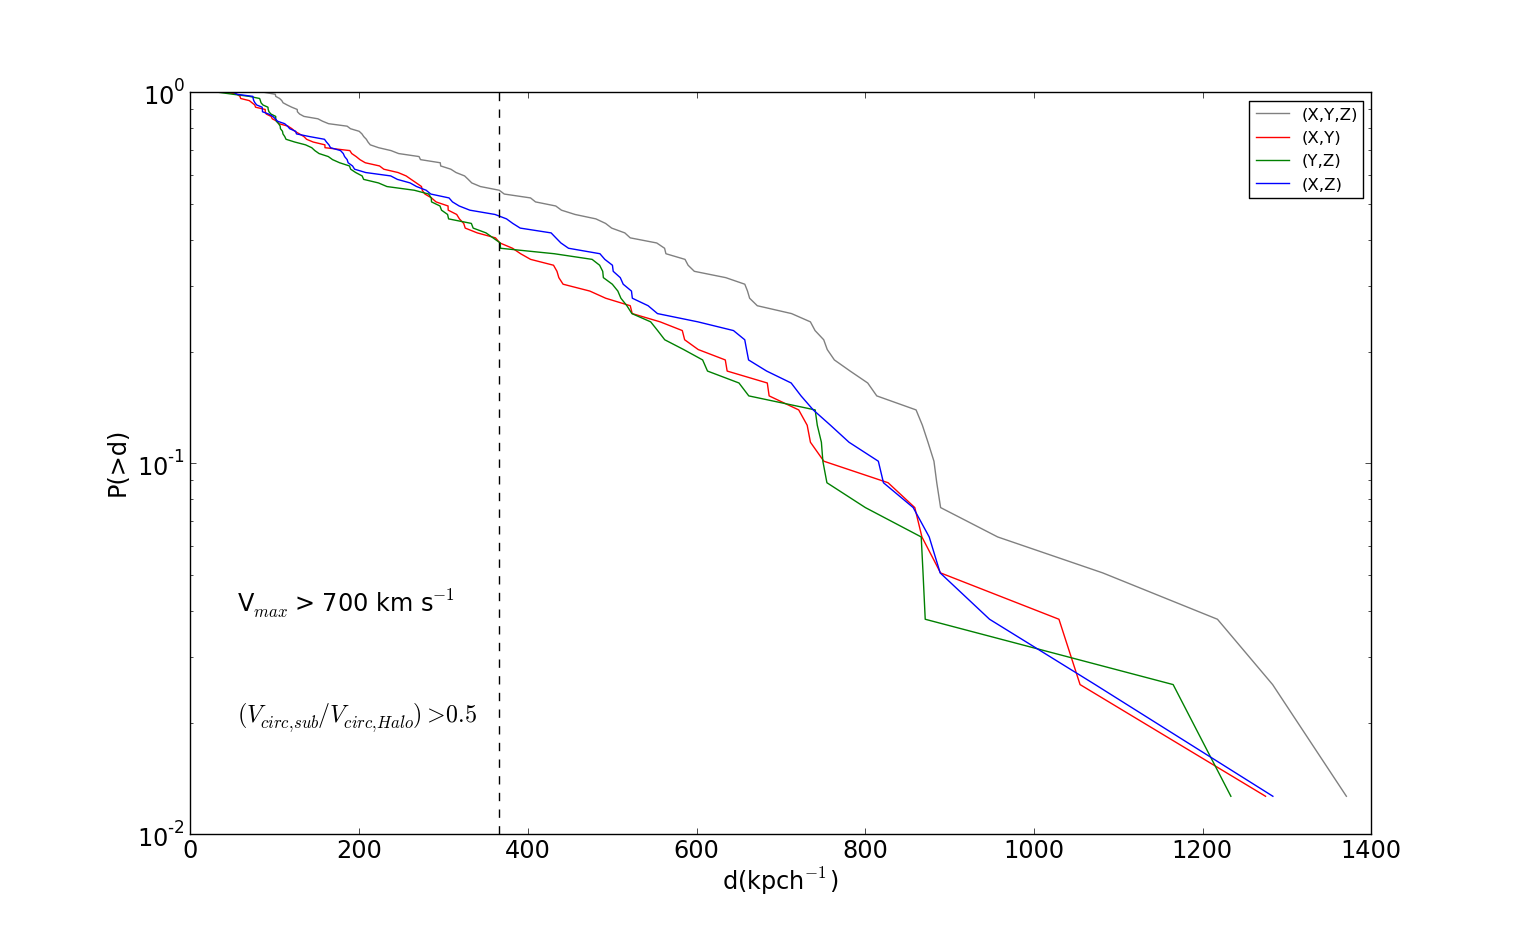 10^0
10^-1
10^-2
P(>d)
(X,Y,Z)
(X,Y)
(Y,Z)
(X,Z)
V_max > 700 km s^−1
(V_circ,sub/V_circ,Halo) >0.5
0 200 400 600 800 1000 1200 1400
d(kpch^−1)